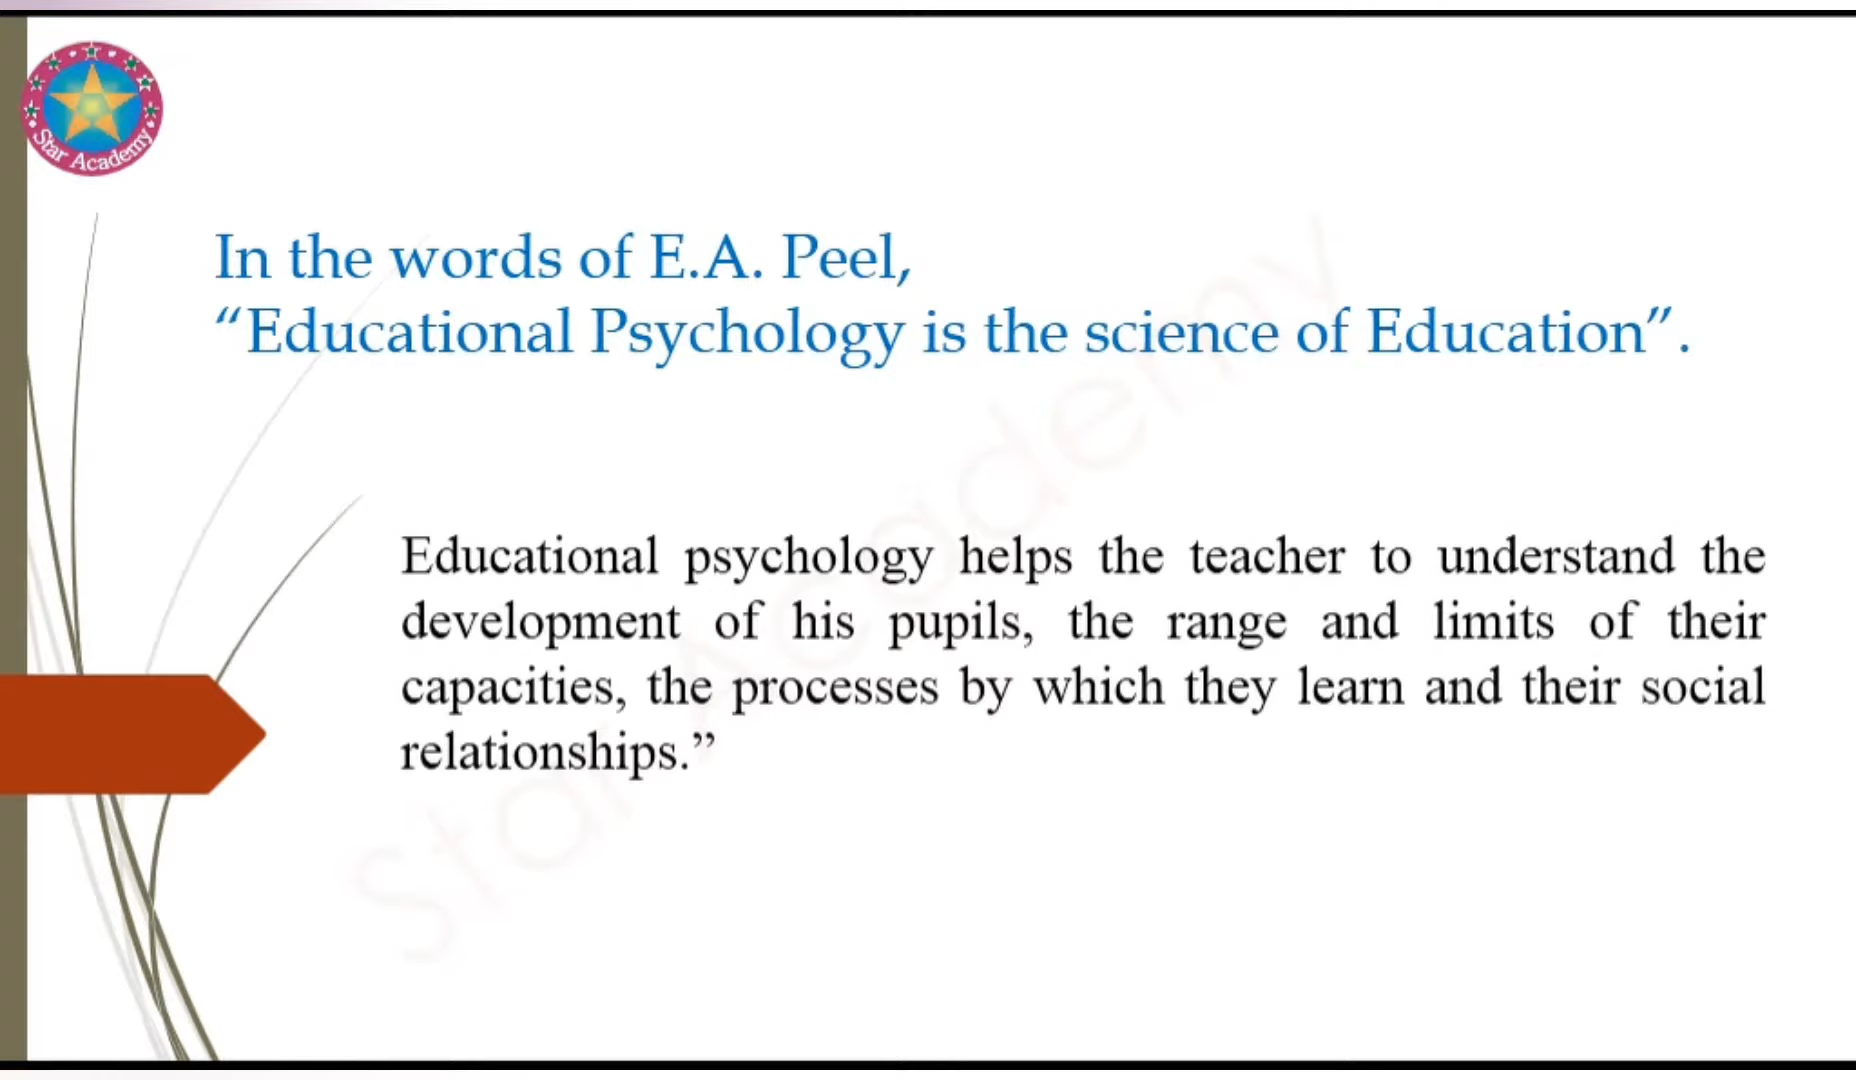 Star Academy
In the words of E.A. Peel,
“Educational Psychology is the science of Education”.
Educational psychology helps the teacher to understand the
development of his pupils, the range and limits of their
capacities, the processes by which they learn and their social
relationships.”
Star Academy